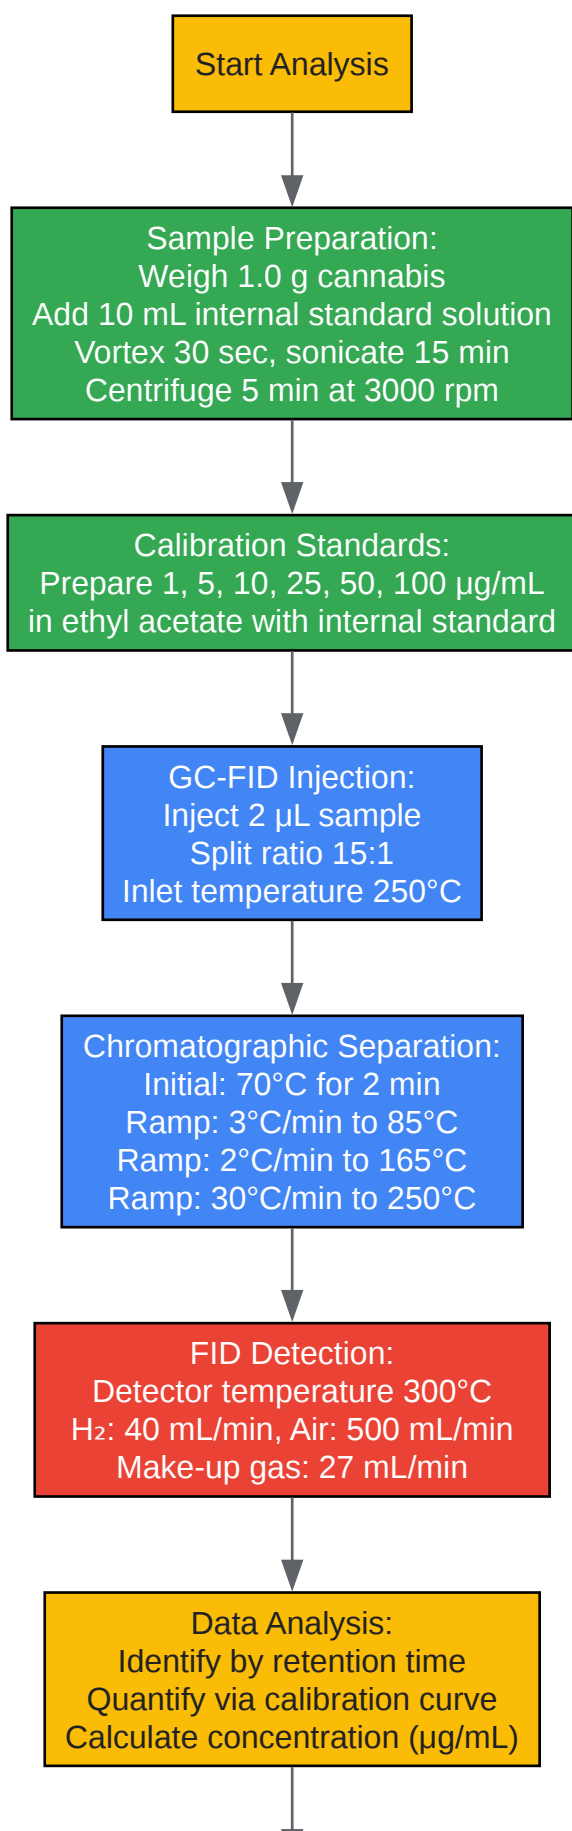 Start Analysis
Sample Preparation:
Weigh 1.0 g cannabis
Add 10 mL internal standard solution
Vortex 30 sec, sonicate 15 min
Centrifuge 5 min at 3000 rpm
Calibration Standards:
Prepare 1, 5, 10, 25, 50, 100 μg/mL
in ethyl acetate with internal standard
GC-FID Injection:
Inject 2 μL sample
Split ratio 15:1
Inlet temperature 250°C
Chromatographic Separation:
Initial: 70°C for 2 min
Ramp: 3°C/min to 85°C
Ramp: 2°C/min to 165°C
Ramp: 30°C/min to 250°C
FID Detection:
Detector temperature 300°C
H₂: 40 mL/min, Air: 500 mL/min
Make-up gas: 27 mL/min
Data Analysis:
Identify by retention time
Quantify via calibration curve
Calculate concentration (μg/mL)